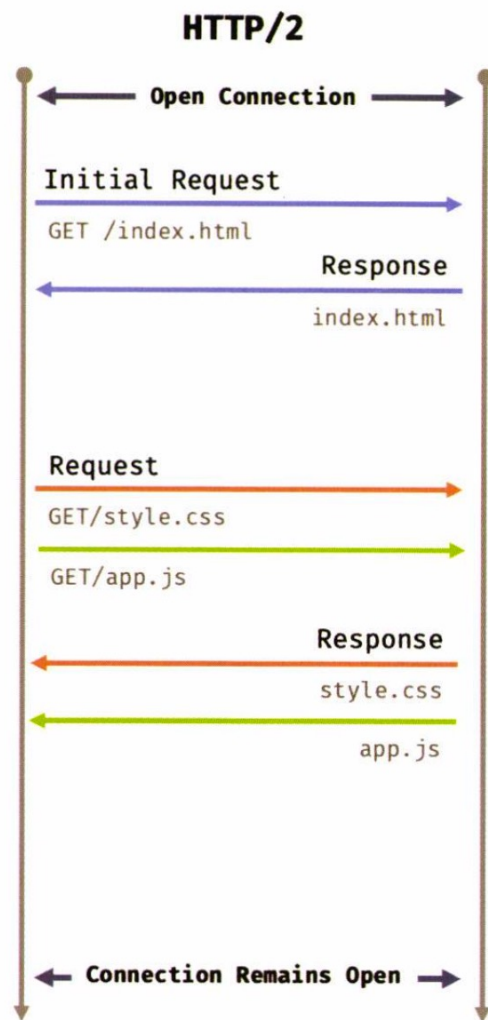 HTTP/2
Open Connection
Initial Request
GET /index.html
Response
index.html
Request
GET/style.css
GET/app.js
Response
style.css
app.js
Connection Remains Open